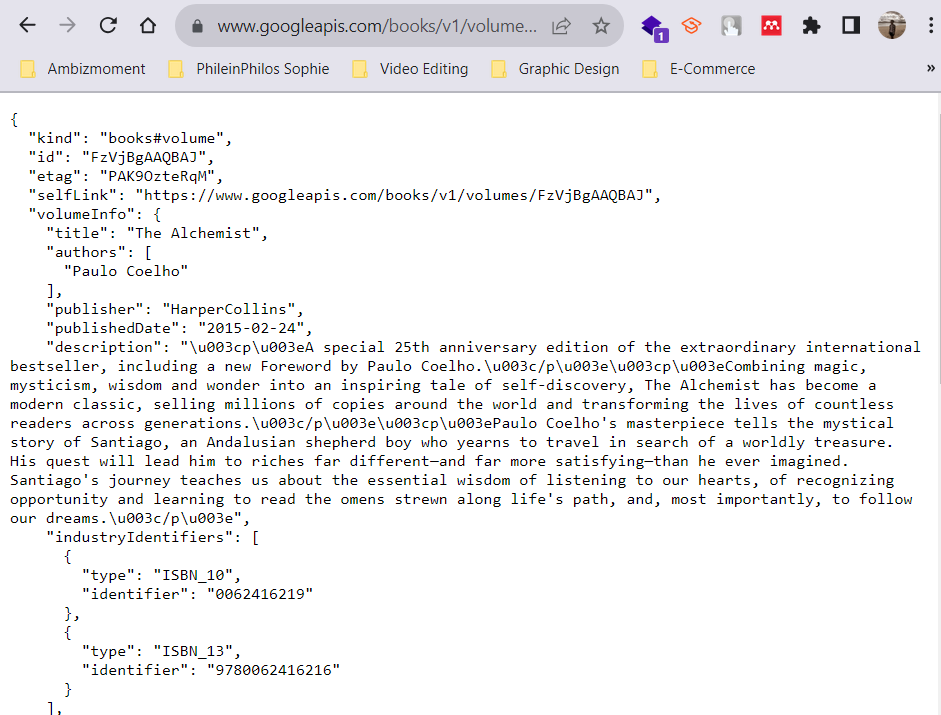 www.googleapis.com/books/v1/volume...
1
Ambizmoment PhileinPhilos Sophie Video Editing Graphic Design E-Commerce »
{
"kind": "books#volume",
"id": "FzVjBgAAQBAJ",
"etag": "PAK9OzteRqM",
"selfLink": "https://www.googleapis.com/books/v1/volumes/FzVjBgAAQBAJ",
"volumeInfo": {
"title": "The Alchemist",
"authors": [
"Paulo Coelho"
],
"publisher": "HarperCollins",
"publishedDate": "2015-02-24",
"description": "\u003cp\u003eA special 25th anniversary edition of the extraordinary international
bestseller, including a new Foreword by Paulo Coelho.\u003c/p\u003e\u003cp\u003eCombining magic,
mysticism, wisdom and wonder into an inspiring tale of self-discovery, The Alchemist has become a
modern classic, selling millions of copies around the world and transforming the lives of countless
readers across generations.\u003c/p\u003e\u003cp\u003ePaulo Coelho's masterpiece tells the mystical
story of Santiago, an Andalusian shepherd boy who yearns to travel in search of a worldly treasure.
His quest will lead him to riches far different—and far more satisfying—than he ever imagined.
Santiago's journey teaches us about the essential wisdom of listening to our hearts, of recognizing
opportunity and learning to read the omens strewn along life's path, and, most importantly, to follow
our dreams.\u003c/p\u003e",
"industryIdentifiers": [
{
"type": "ISBN_10",
"identifier": "0062416219"
},
{
"type": "ISBN_13",
"identifier": "9780062416216"
}
],